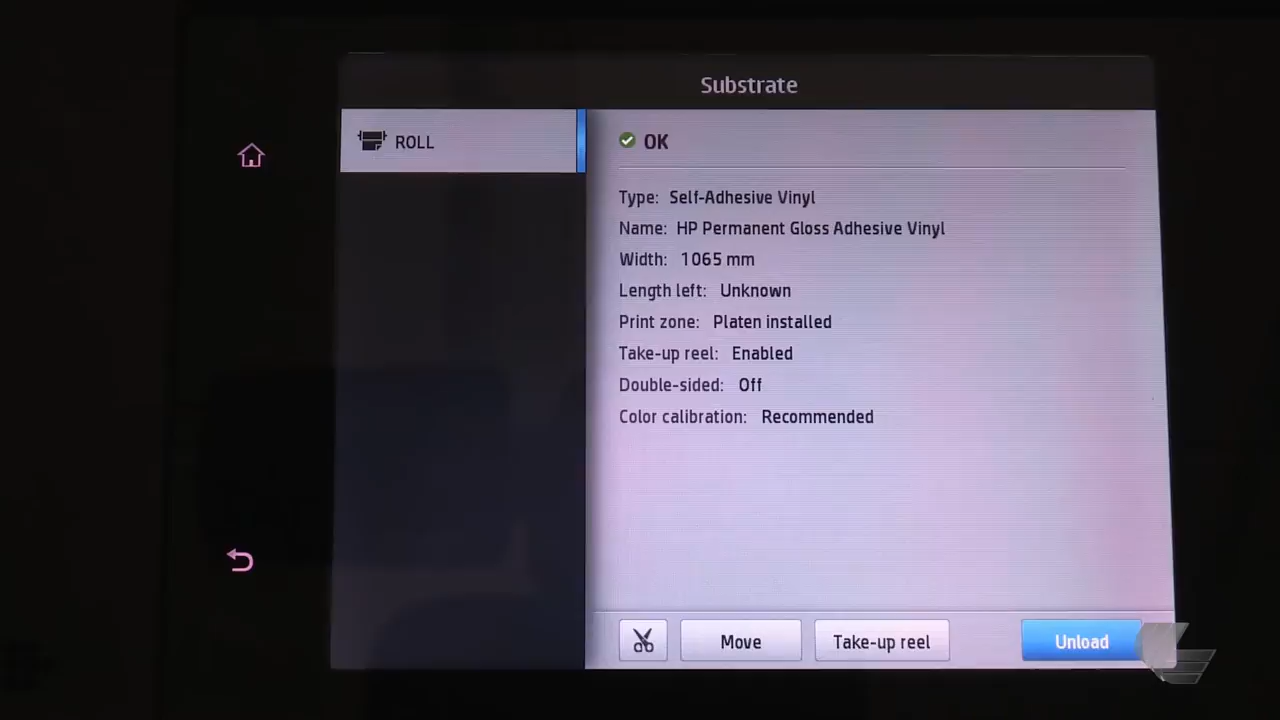 Substrate
ROLL
OK
Type: Self-Adhesive Vinyl
Name: HP Permanent Gloss Adhesive Vinyl
Width: 1065 mm
Length left: Unknown
Print zone: Platen installed
Take-up reel: Enabled
Double-sided: Off
Color calibration: Recommended
Move
Take-up reel
Unload